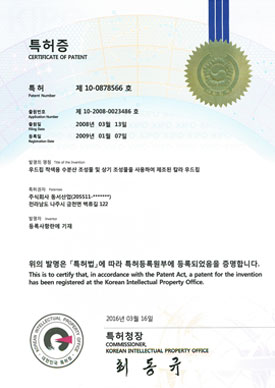 특허증
CERTIFICATE OF PATENT
특허 제 10-0878566 호
Patent Number
출원번호 제 10-2008-0023486 호
Application Number
출원일 2008년 03월 13일
Filing Date
등록일 2009년 01월 07일
Registration Date
발명의 명칭 Title of the Invention
우드칩 착색용 수분산 조성물 및 상기 조성물을 사용하여 제조된 칼라 우드칩
특허권자 Patentee
주식회사 동서산업(205511-*******)
전라남도 나주시 금천면 벽류길 122
발명자 Inventor
등록사항란에 기재
위의 발명은 「특허법」에 따라 특허등록원부에 등록되었음을 증명합니다.
This is to certify that, in accordance with the Patent Act, a patent for the invention
has been registered at the Korean Intellectual Property Office.
2016년 03월 16일
특허청장
COMMISSIONER,
KOREAN INTELLECTUAL PROPERTY OFFICE
최동규
KOREAN INTELLECTUAL PROPERTY OFFICE